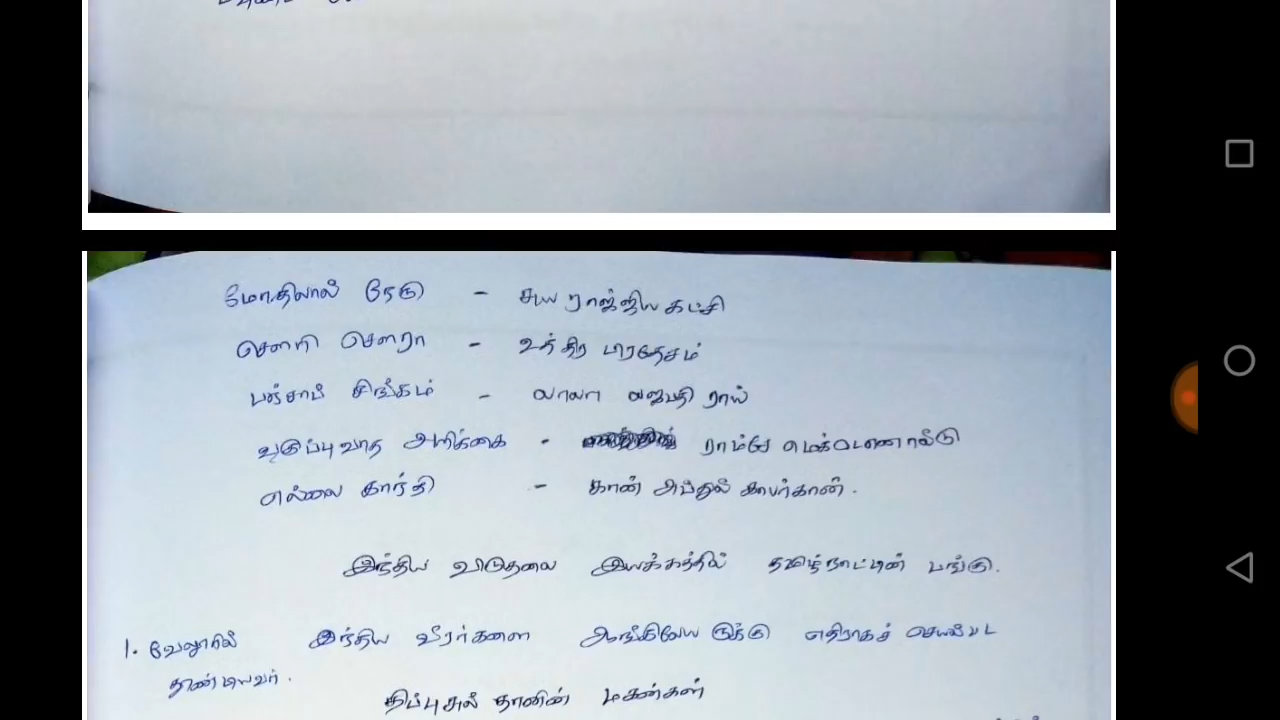 மோதிலால் நேரு - சுய ராஜ்ஜிய கட்சி
சௌரி சௌரா - உத்திர பிரதேசம்
பஞ்சாப் சிங்கம் - லாலா லஜபதி ராய்
வகுப்புவாத அறிக்கை - ராம்சே மெக்டொனால்டு
எல்லை காந்தி - கான் அப்துல் கபர்கான்.
இந்திய விடுதலை இயக்கத்தில் தமிழ்நாட்டின் பங்கு.
1. வேலூரில் இந்திய வீரர்களை ஆங்கிலேயருக்கு எதிராகச் செயல்பட
தூண்டியவர்.
திப்புசுல்தானின் மகன்கள்